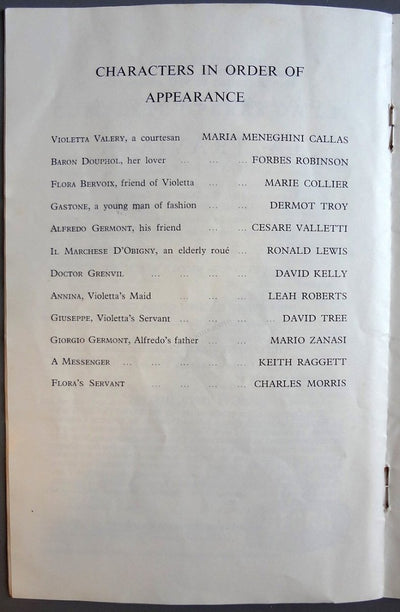 CHARACTERS IN ORDER OF
APPEARANCE
VIOLETTA VALERY, a courtesan MARIA MENEGHINI CALLAS
BARON DOUPHOL, her lover ... ... ... FORBES ROBINSON
FLORA BERVOIX, friend of Violetta ... ... MARIE COLLIER
GASTONE, a young man of fashion ... ... DERMOT TROY
ALFREDO GERMONT, his friend ... ... CESARE VALLETTI
IL MARCHESE D'OBIGNY, an elderly roué ... RONALD LEWIS
DOCTOR GRENVIL ... ... ... ... DAVID KELLY
ANNINA, Violetta's Maid ... ... ... LEAH ROBERTS
GIUSEPPE, Violetta's Servant ... ... ... ... DAVID TREE
GIORGIO GERMONT, Alfredo's father ... ... MARIO ZANASI
A MESSENGER ... ... ... ... ... KEITH RAGGETT
FLORA'S SERVANT ... ... ... ... CHARLES MORRIS